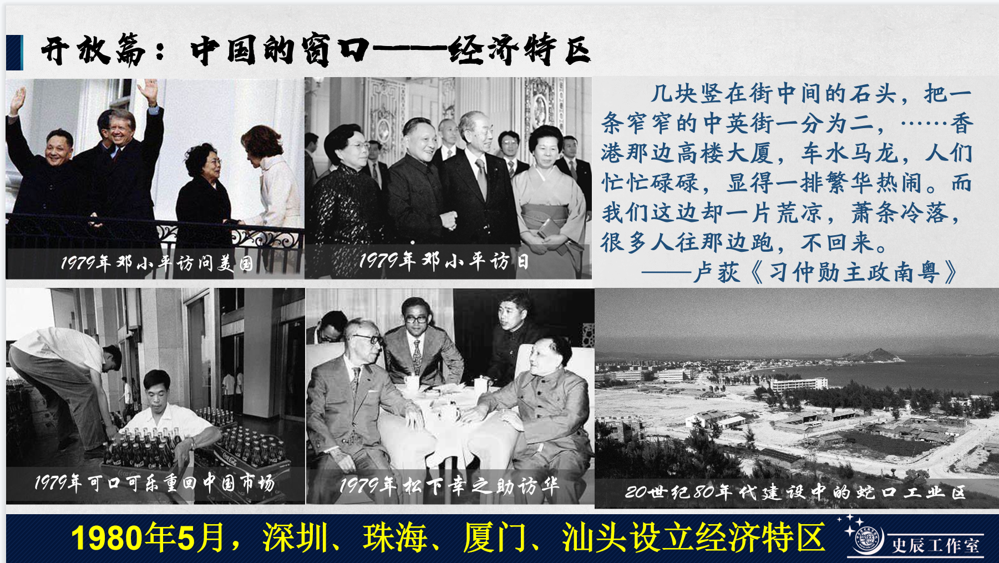 开放篇：中国的窗口——经济特区
几块竖在街中间的石头，把一
条窄窄的中英街一分为二，……香
港那边高楼大厦，车水马龙，人们
忙忙碌碌，显得一排繁华热闹。而
我们这边却一片荒凉，萧条冷落，
很多人往那边跑，不回来。
——卢荻《习仲勋主政南粤》
1979年邓小平访问美国
1979年邓小平访日
1979年可口可乐重回中国市场
1979年松下幸之助访华
20世纪80年代建设中的蛇口工业区
1980年5月，深圳、珠海、厦门、汕头设立经济特区
史辰工作室